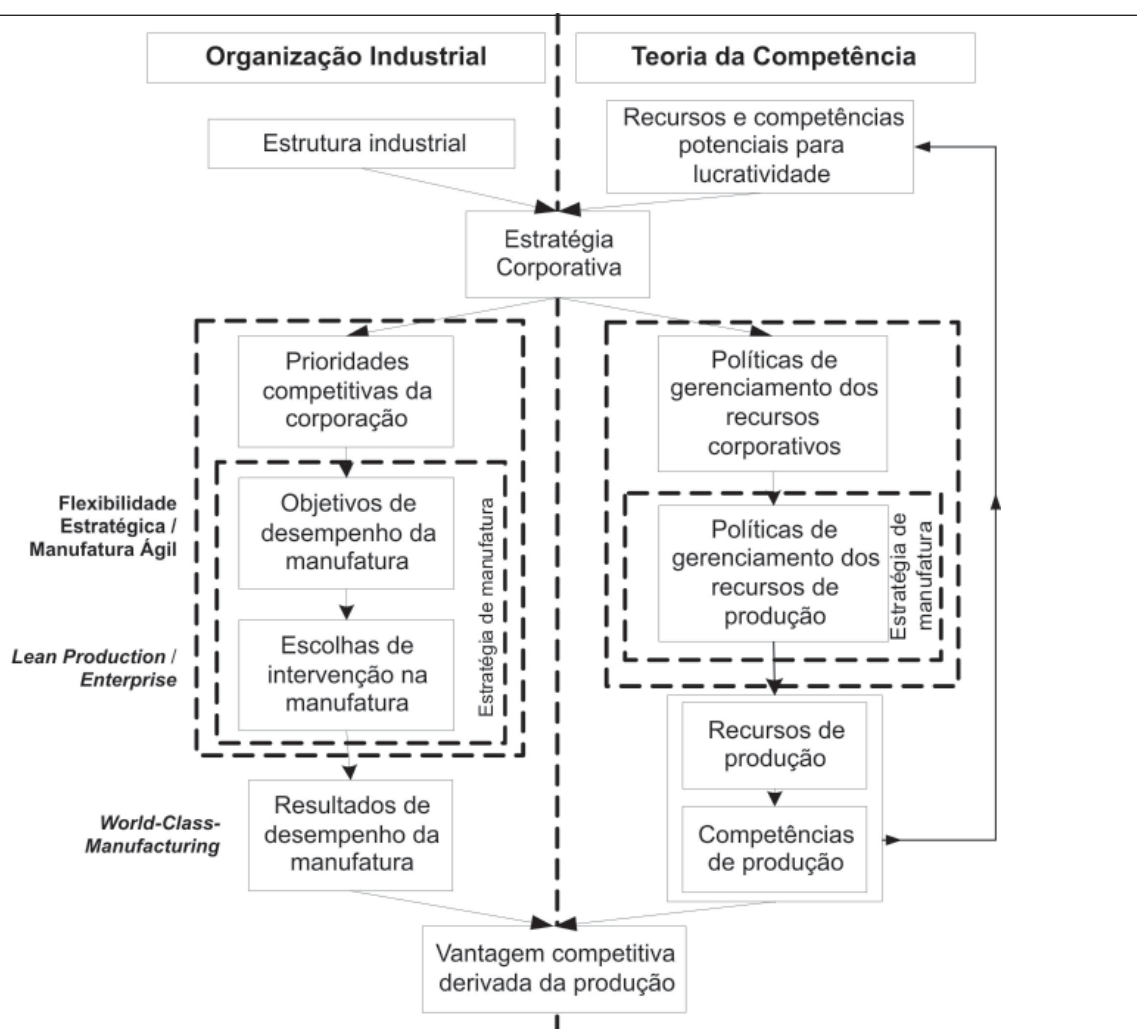 Organização Industrial
Teoria da Competência
Estrutura industrial
Recursos e competências
potenciais para
lucratividade
Estratégia
Corporativa
Prioridades
competitivas da
corporação
Políticas de
gerenciamento dos
recursos
corporativos
Flexibilidade
Estratégica /
Manufatura Ágil
Objetivos de
desempenho da
manufatura
Estratégia de manufatura
Políticas de
gerenciamento dos
recursos de
produção
Estratégia de
manufatura
Lean Production /
Enterprise
Escolhas de
intervenção na
manufatura
Recursos de
produção
World-Class-
Manufacturing
Resultados de
desempenho da
manufatura
Competências
de produção
Vantagem competitiva
derivada da produção